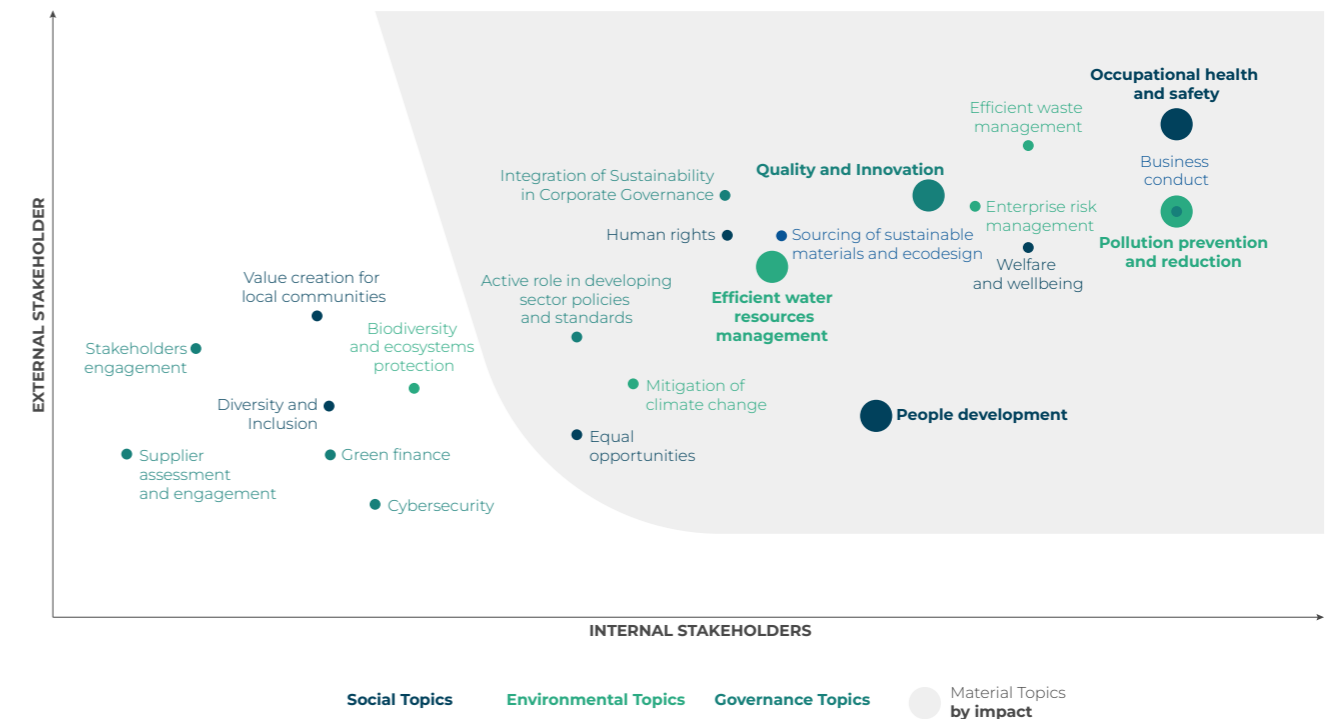 EXTERNAL STAKEHOLDER
Occupational health
and safety
Efficient waste
management
Business
conduct
Quality and Innovation
Integration of Sustainability
in Corporate Governance
Enterprise risk
management
Human rights
Sourcing of sustainable
materials and ecodesign
Pollution prevention
and reduction
Welfare
and wellbeing
Value creation for
local communities
Active role in developing
sector policies
and standards
Efficient water
resources
management
Biodiversity
and ecosystems
protection
Stakeholders
engagement
Mitigation of
climate change
Diversity and
Inclusion
People development
Equal
opportunities
Supplier
assessment
and engagement
Green finance
Cybersecurity
INTERNAL STAKEHOLDERS
Social Topics
Environmental Topics
Governance Topics
Material Topics
by impact